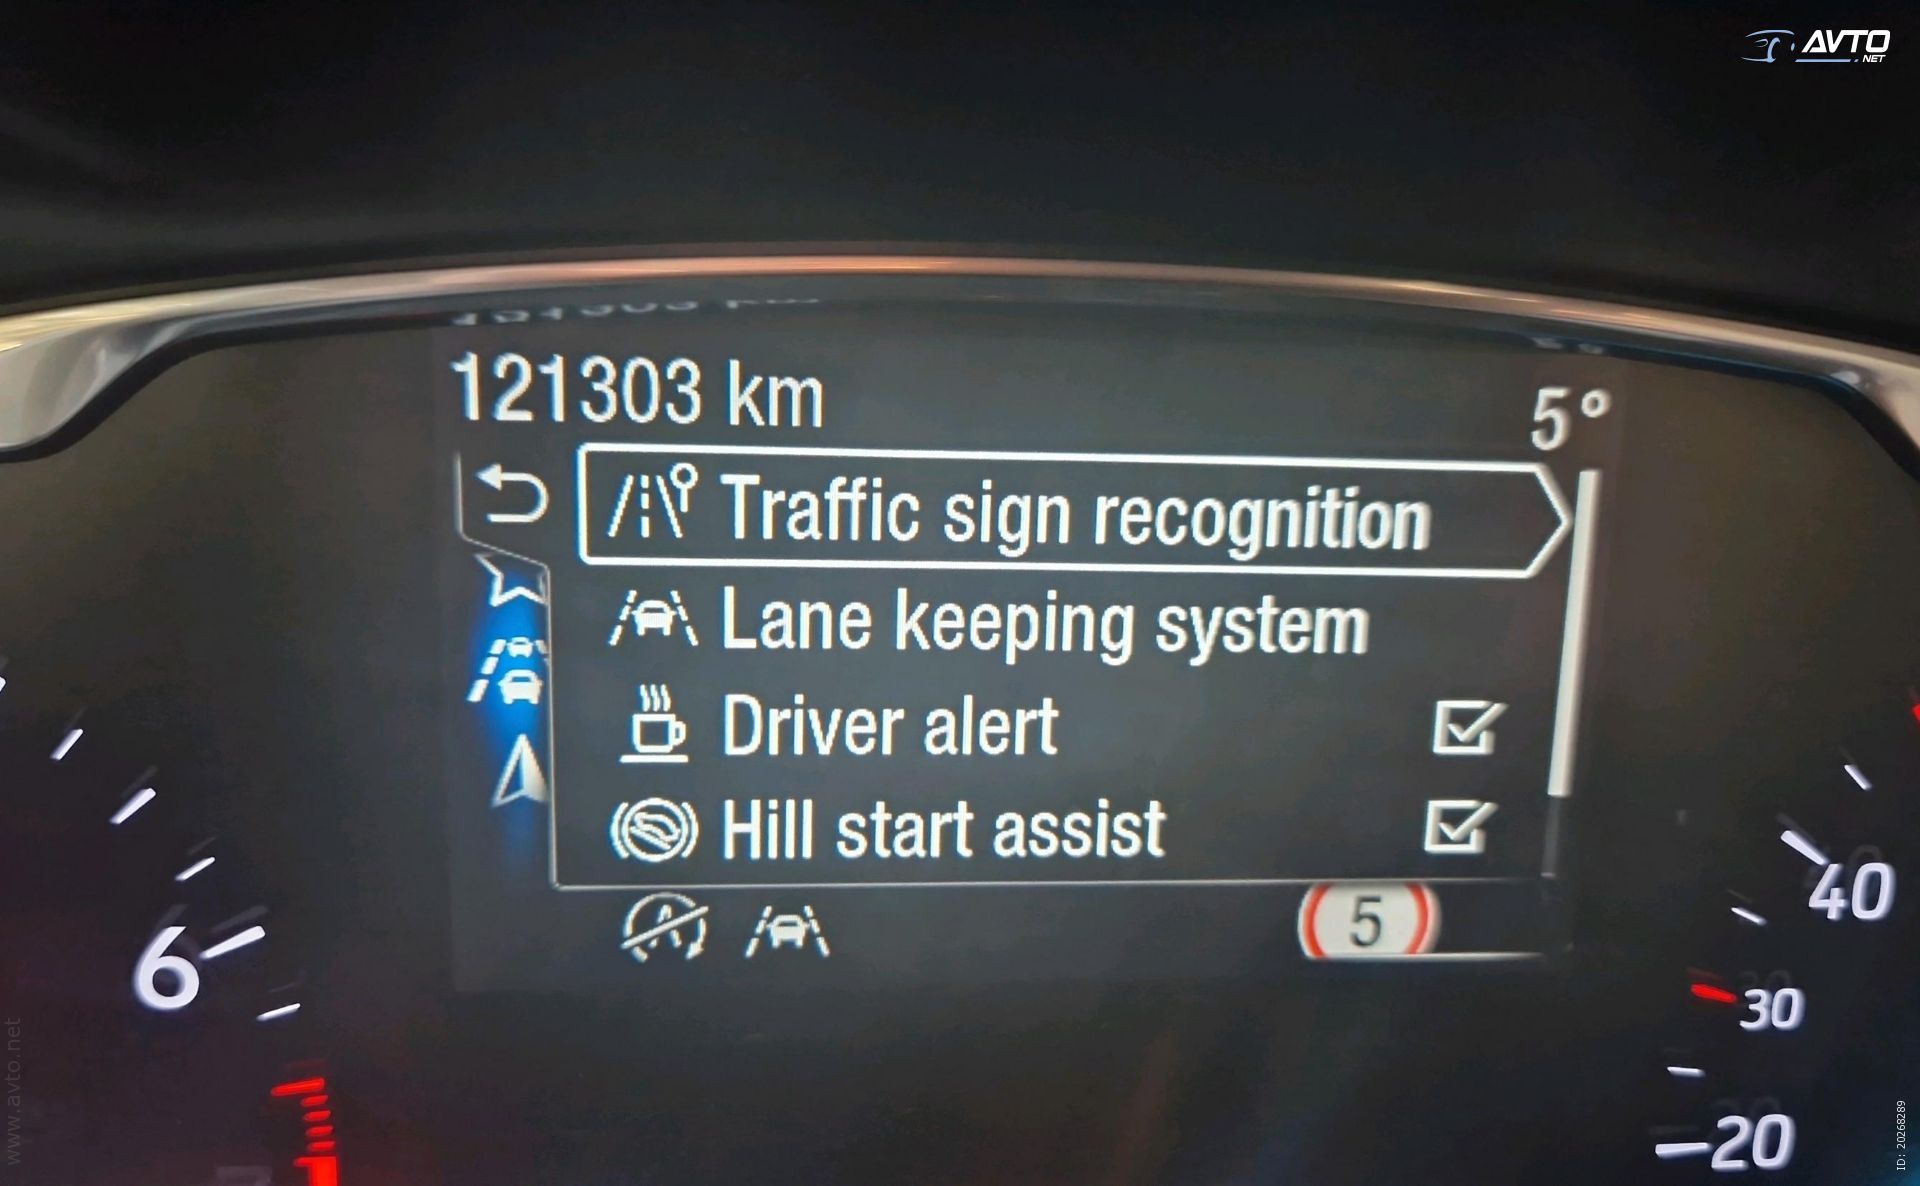 AVTO
NET
121303 km
5°
Traffic sign recognition
Lane keeping system
Driver alert
Hill start assist
5
6
40
30
20
www.avto.net
ID: 20268289